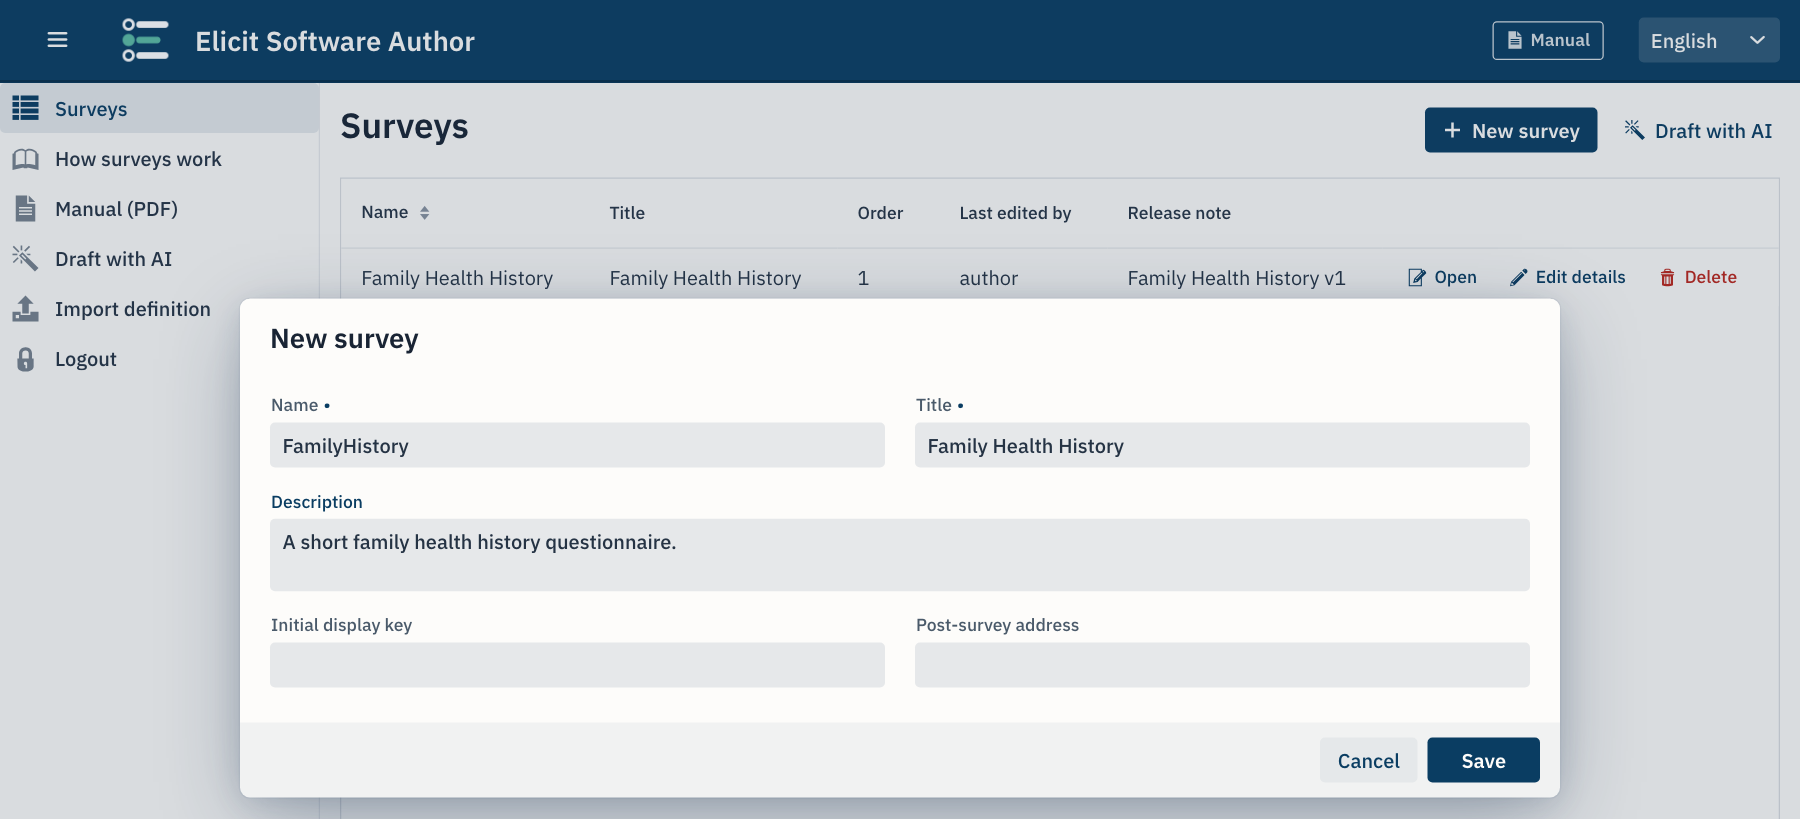 Elicit Software Author
Manual
English
Surveys
How surveys work
Manual (PDF)
Draft with AI
Import definition
Logout
Surveys
New survey
Draft with AI
Name Title Order Last edited by Release note
Family Health History Family Health History 1 author Family Health History v1 Open Edit details Delete
New survey
Name • Title •
FamilyHistory Family Health History
Description
A short family health history questionnaire.
Initial display key Post-survey address
Cancel Save